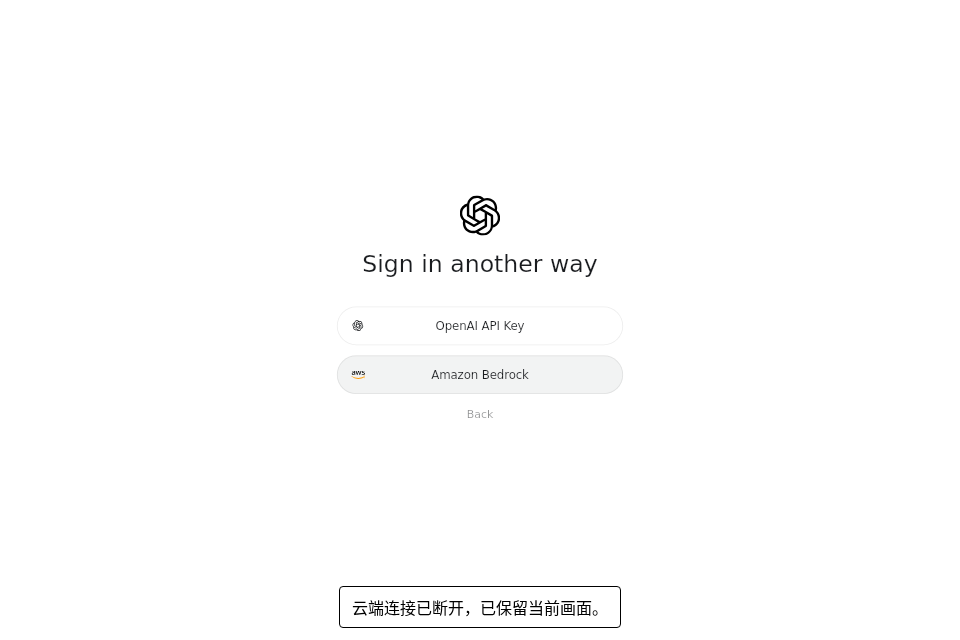 Sign in another way
OpenAI API Key
aws
Amazon Bedrock
Back
云端连接已断开，已保留当前画面。